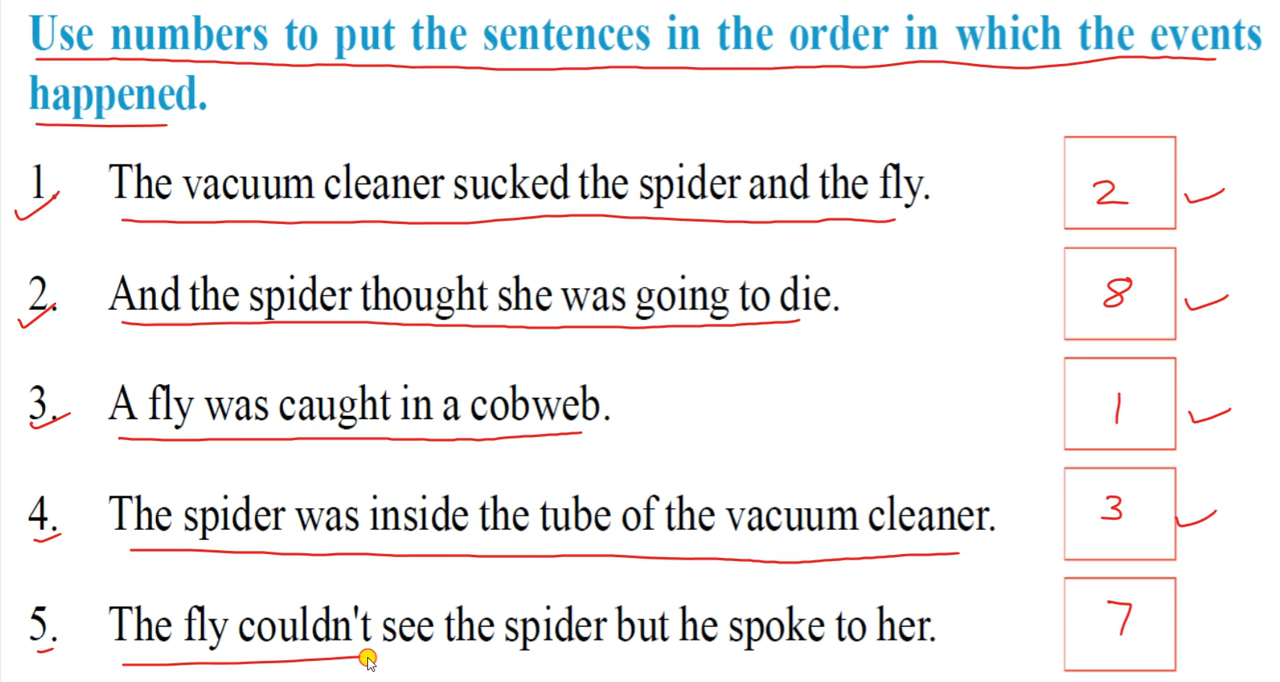 Use numbers to put the sentences in the order in which the events
happened.
1. The vacuum cleaner sucked the spider and the fly. 2
2. And the spider thought she was going to die. 8
3. A fly was caught in a cobweb. 1
4. The spider was inside the tube of the vacuum cleaner. 3
5. The fly couldn't see the spider but he spoke to her. 7